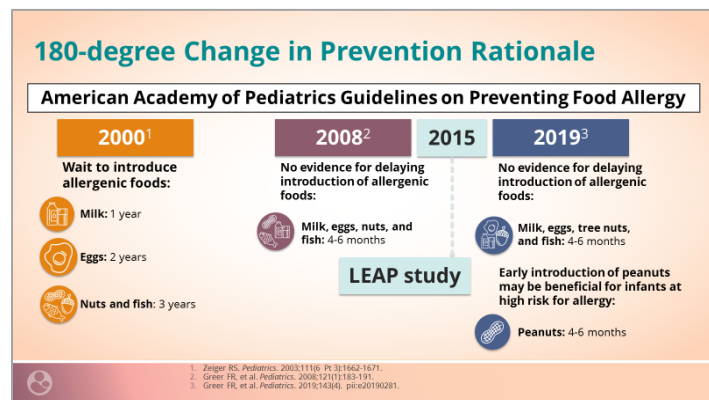 180-degree Change in Prevention Rationale
American Academy of Pediatrics Guidelines on Preventing Food Allergy
2000¹
Wait to introduce
allergenic foods:
Milk: 1 year
Eggs: 2 years
Nuts and fish: 3 years
2008²
No evidence for delaying
introduction of allergenic
foods:
Milk, eggs, nuts, and
fish: 4-6 months
2015
LEAP study
2019³
No evidence for delaying
introduction of allergenic
foods:
Milk, eggs, tree nuts,
and fish: 4-6 months
Early introduction of peanuts
may be beneficial for infants at
high risk for allergy:
Peanuts: 4-6 months
1. Zeiger RS. Pediatrics. 2003;111(6 Pt 3):1662-1671.
2. Greer FR, et al. Pediatrics. 2008;121(1):183-191.
3. Greer FR, et al. Pediatrics. 2019;143(4). pii:e20190281.